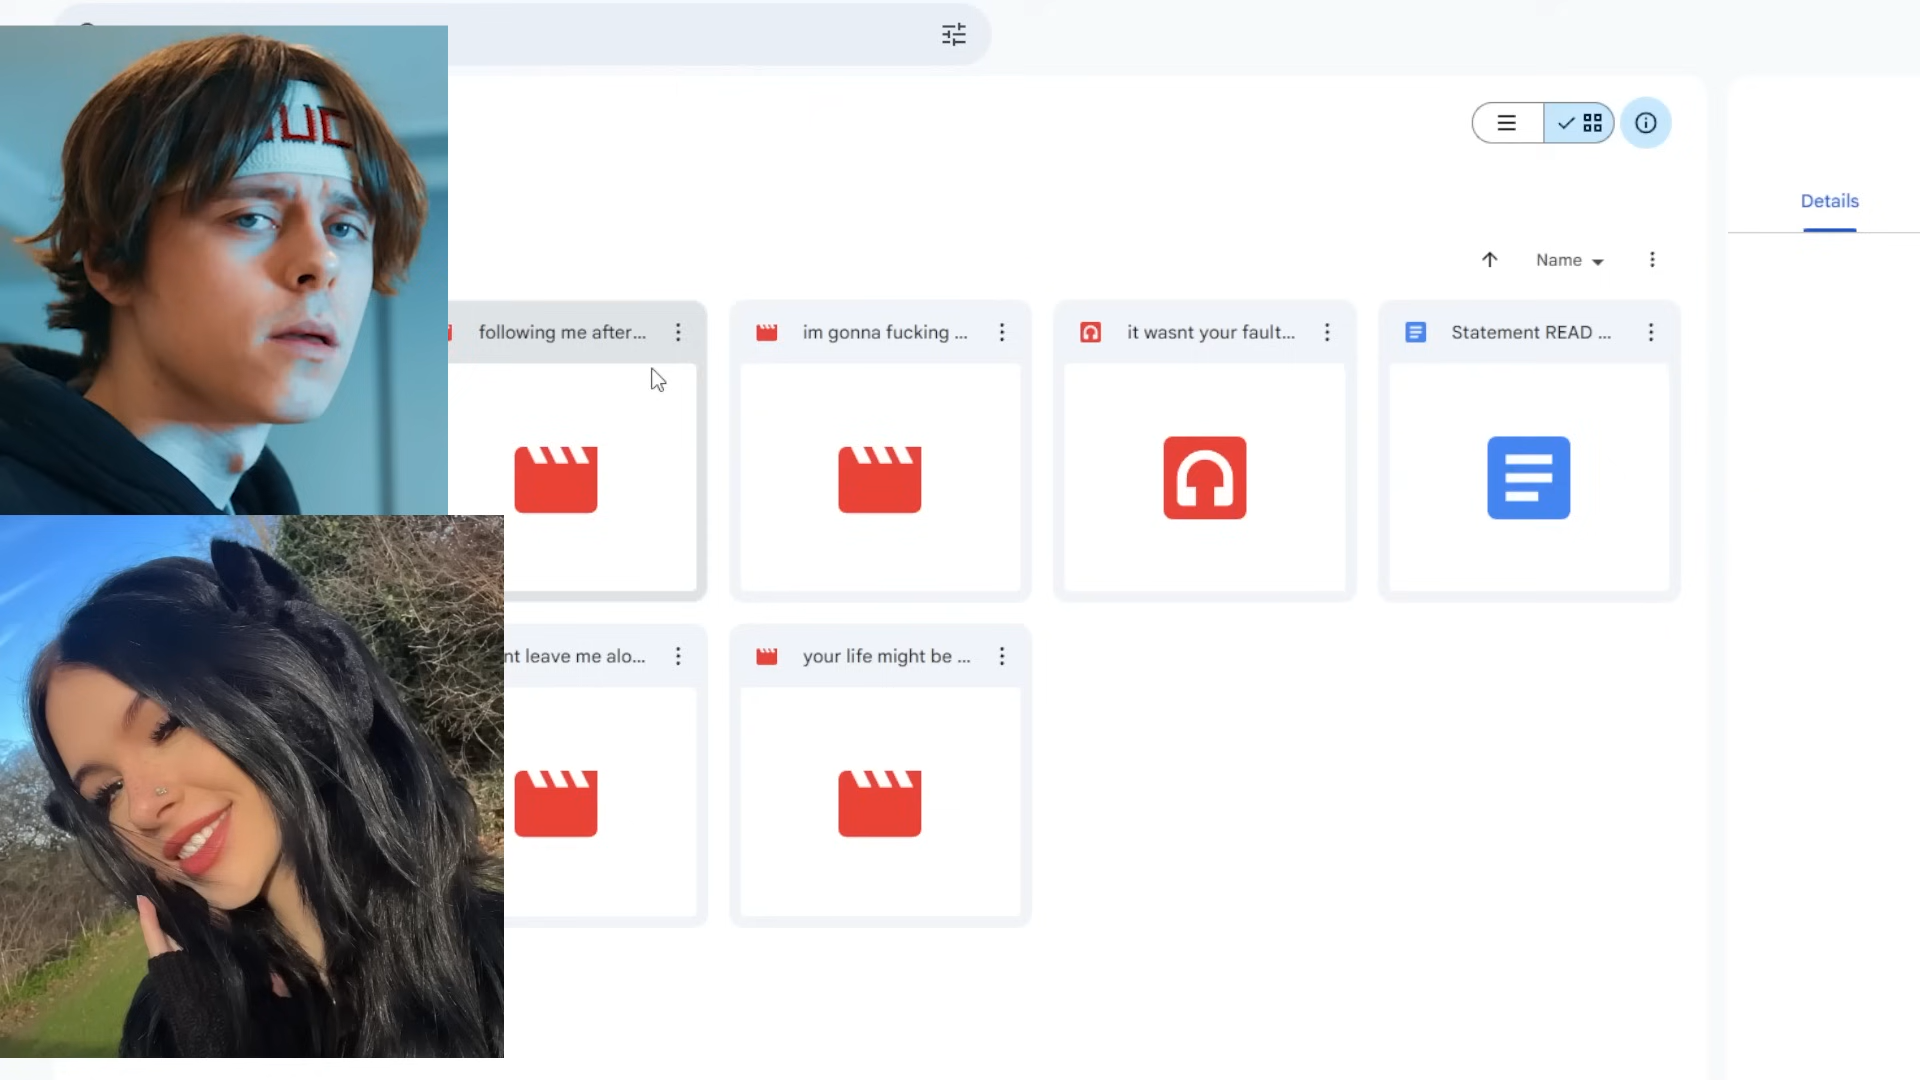 UC
Details
Name
following me after...
im gonna fucking ...
it wasnt your fault...
Statement READ ...
nt leave me alo...
your life might be ...